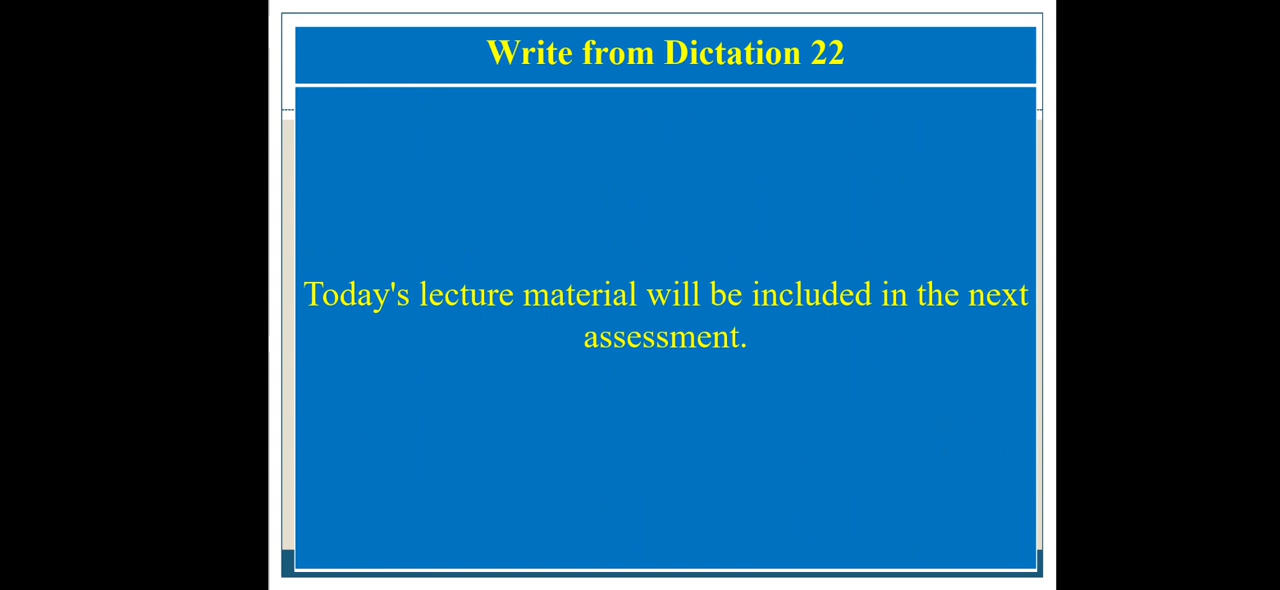 Write from Dictation 22
Today's lecture material will be included in the next
assessment.